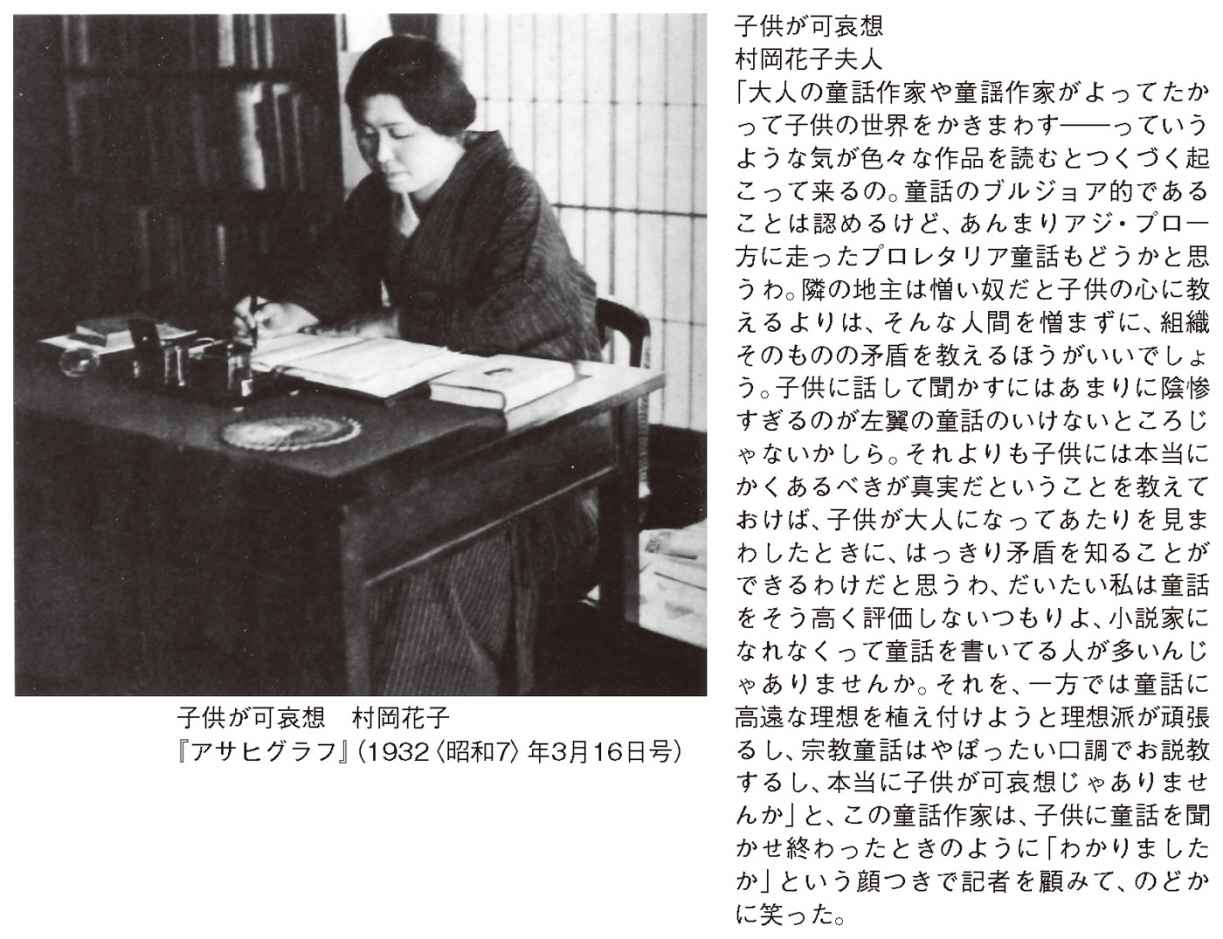 子供が可哀想
村岡花子夫人
「大人の童話作家や童謡作家がよってたか
って子供の世界をかきまわす――っていう
ような気が色々な作品を読むとつくづく起
こって来るの。童話のブルジョア的である
ことは認めるけど、あんまりアジ・プロ一
方に走ったプロレタリア童話もどうかと思
うわ。隣の地主は憎い奴だと子供の心に教
えるよりは、そんな人間を憎まずに、組織
そのものの矛盾を教えるほうがいいでしょ
う。子供に話して聞かすにはあまりに陰惨
すぎるのが左翼の童話のいけないところじ
ゃないかしら。それよりも子供には本当に
かくあるべきが真実だということを教えて
おけば、子供が大人になってあたりを見ま
わしたときに、はっきり矛盾を知ることが
できるわけだと思うわ、だいたい私は童話
をそう高く評価しないつもりよ、小説家に
なれなくって童話を書いてる人が多いんじ
ゃありませんか。それを、一方では童話に
高遠な理想を植え付けようと理想派が頑張
るし、宗教童話はやぼったい口調でお説教
するし、本当に子供が可哀想じゃありませ
んか」と、この童話作家は、子供に童話を聞
かせ終わったときのように「わかりました
か」という顔つきで記者を顧みて、のどか
に笑った。
子供が可哀想　村岡花子
『アサヒグラフ』（1932〈昭和7〉年3月16日号）